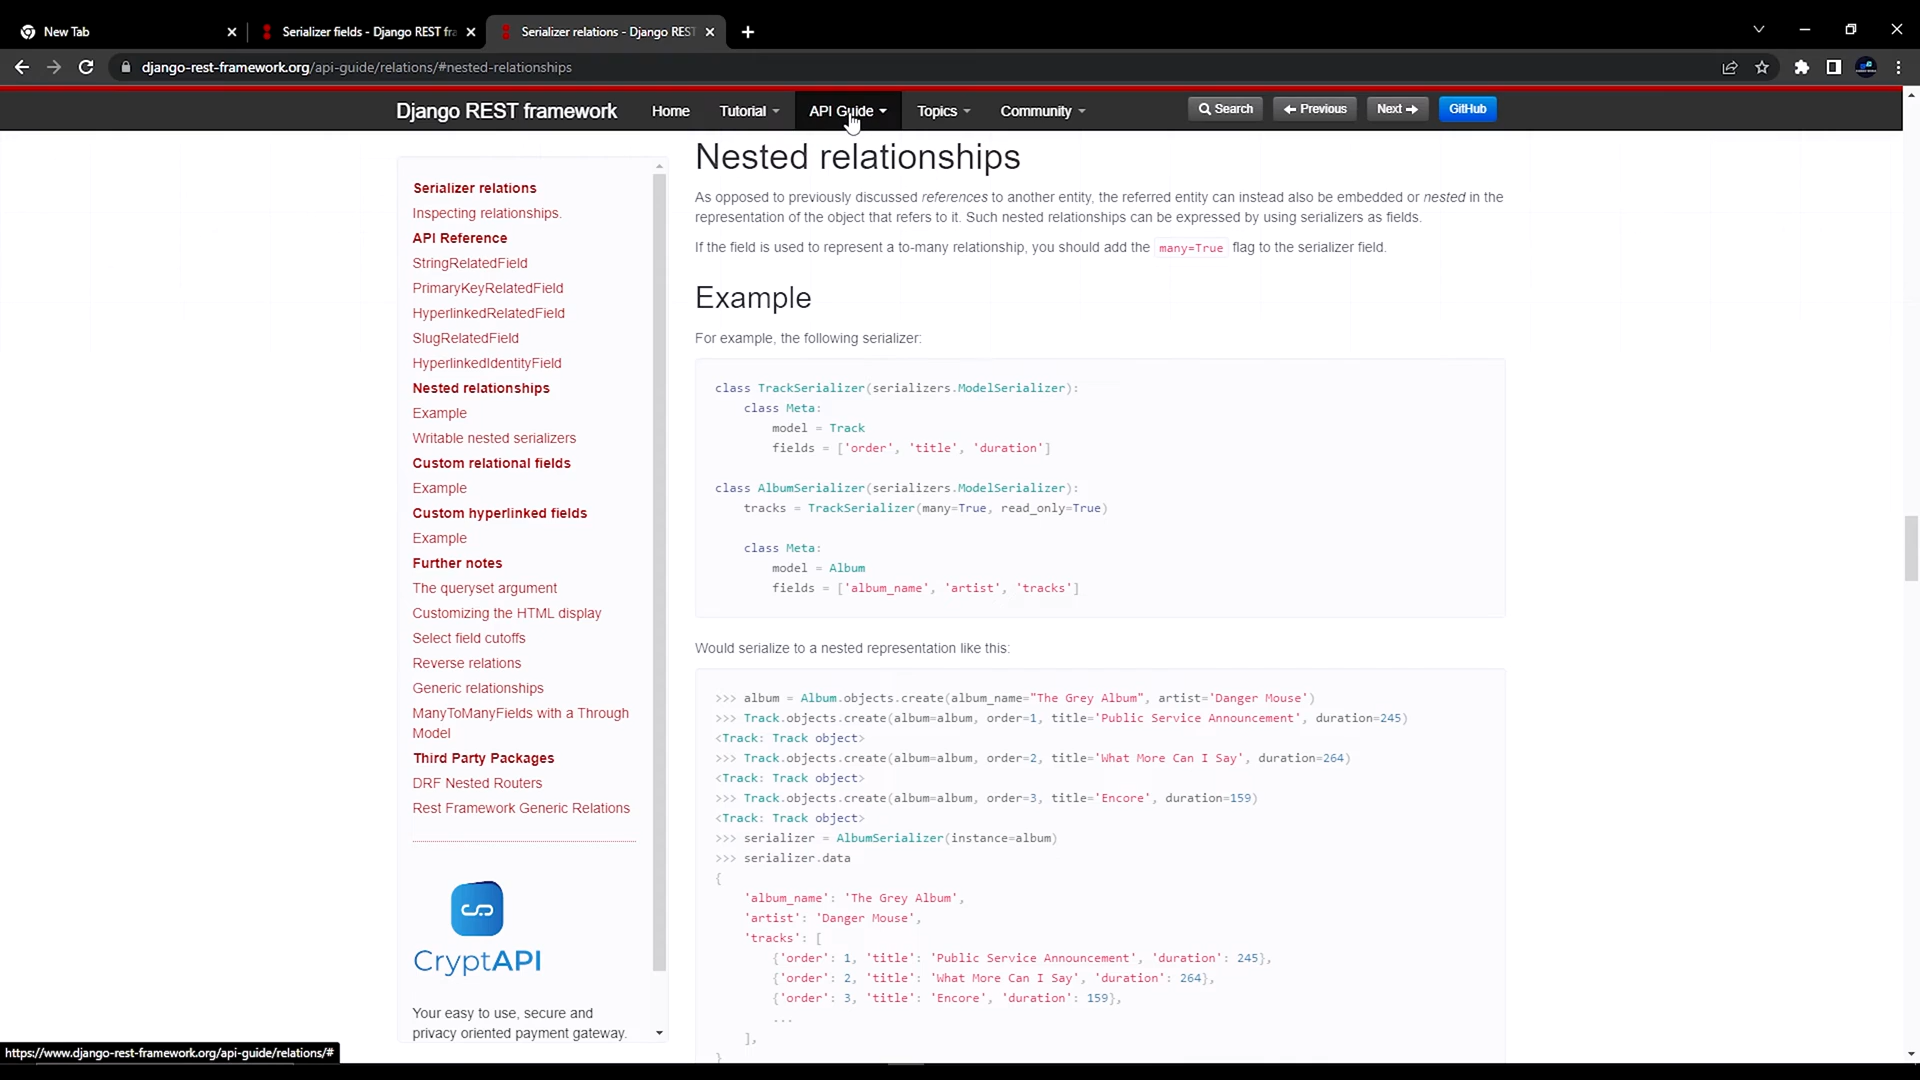 New Tab
Serializer fields - Django REST fra
Serializer relations - Django REST
django-rest-framework.org/api-guide/relations/#nested-relationships
Django REST framework
Home
Tutorial
API Guide
Topics
Community
Search
Previous
Next
GitHub
Serializer relations
Inspecting relationships.
API Reference
StringRelatedField
PrimaryKeyRelatedField
HyperlinkedRelatedField
SlugRelatedField
HyperlinkedIdentityField
Nested relationships
Example
Writable nested serializers
Custom relational fields
Example
Custom hyperlinked fields
Example
Further notes
The queryset argument
Customizing the HTML display
Select field cutoffs
Reverse relations
Generic relationships
ManyToManyFields with a Through
Model
Third Party Packages
DRF Nested Routers
Rest Framework Generic Relations
CryptAPI
Your easy to use, secure and
privacy oriented payment gateway.
Nested relationships
As opposed to previously discussed references to another entity, the referred entity can instead also be embedded or nested in the
representation of the object that refers to it. Such nested relationships can be expressed by using serializers as fields.
If the field is used to represent a to-many relationship, you should add the many=True flag to the serializer field.
Example
For example, the following serializer:
class TrackSerializer(serializers.ModelSerializer):
    class Meta:
        model = Track
        fields = ['order', 'title', 'duration']
class AlbumSerializer(serializers.ModelSerializer):
    tracks = TrackSerializer(many=True, read_only=True)
    class Meta:
        model = Album
        fields = ['album_name', 'artist', 'tracks']
Would serialize to a nested representation like this:
>>> album = Album.objects.create(album_name="The Grey Album", artist='Danger Mouse')
>>> Track.objects.create(album=album, order=1, title='Public Service Announcement', duration=245)
<Track: Track object>
>>> Track.objects.create(album=album, order=2, title='What More Can I Say', duration=264)
<Track: Track object>
>>> Track.objects.create(album=album, order=3, title='Encore', duration=159)
<Track: Track object>
>>> serializer = AlbumSerializer(instance=album)
>>> serializer.data
{
    'album_name': 'The Grey Album',
    'artist': 'Danger Mouse',
    'tracks': [
        {'order': 1, 'title': 'Public Service Announcement', 'duration': 245},
        {'order': 2, 'title': 'What More Can I Say', 'duration': 264},
        {'order': 3, 'title': 'Encore', 'duration': 159},
        ...
    ],
}
https://www.django-rest-framework.org/api-guide/relations/#